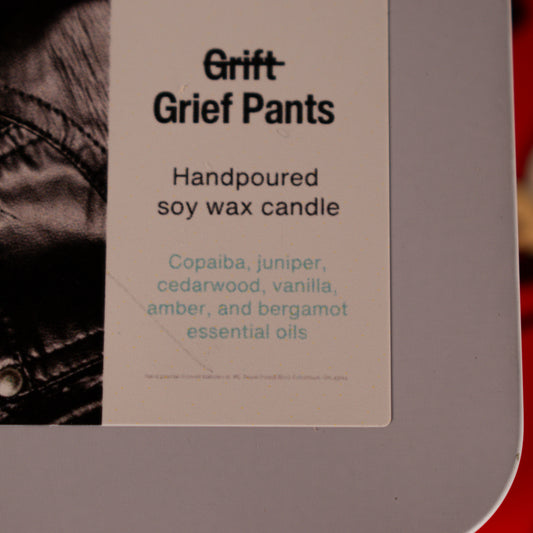 Grift
Grief Pants
Handpoured
soy wax candle
Copaiba, juniper,
cedarwood, vanilla,
amber, and bergamot
essential oils